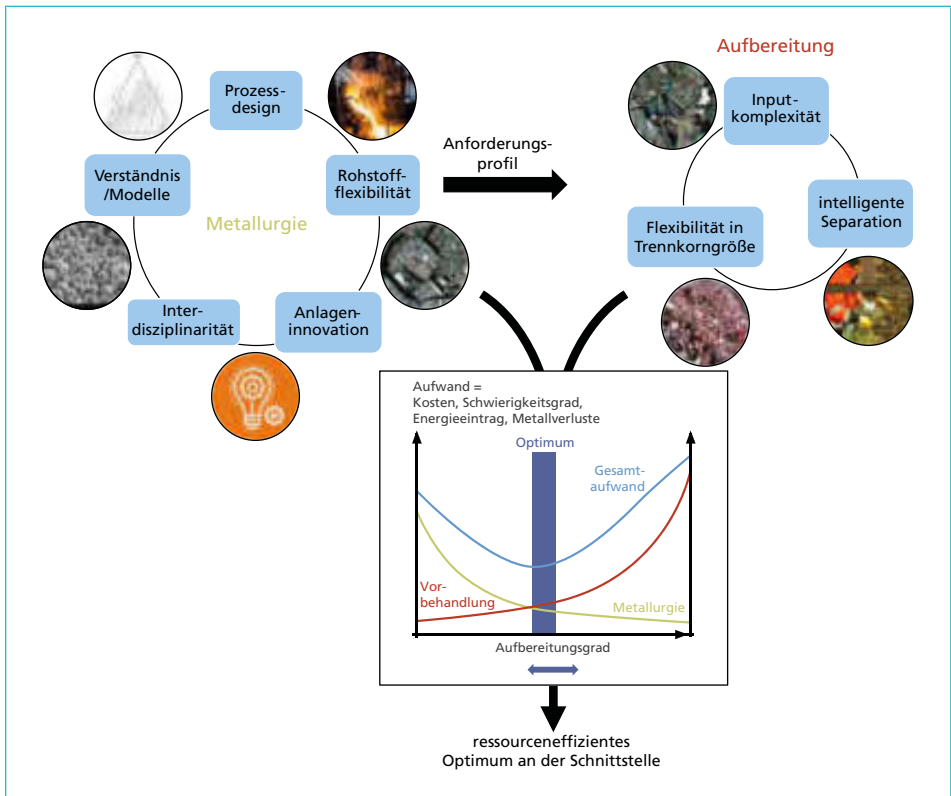 Aufbereitung
Prozess-
design
Input-
komplexität
Anforderungs-
profil
Verständnis
/Modelle
Rohstoff-
flexibilität
Metallurgie
Flexibilität in
Trennkorngröße
intelligente
Separation
Inter-
disziplinarität
Anlagen-
innovation
Aufwand =
Kosten, Schwierigkeitsgrad,
Energieeintrag, Metallverluste
Optimum
Gesamt-
aufwand
Vor-
behandlung
Metallurgie
Aufbereitungsgrad
ressourceneffizientes
Optimum an der Schnittstelle